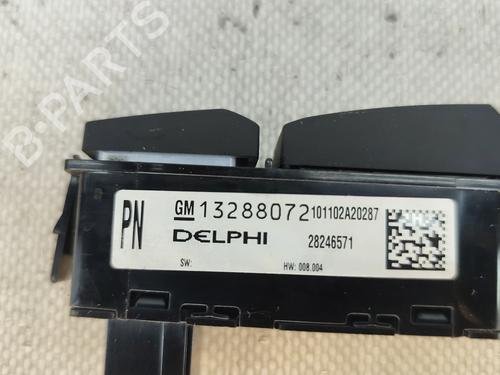 B-PARTS
PN GM 13288072 101102A20287
DELPHI 28246571
SW: HW: 008.004